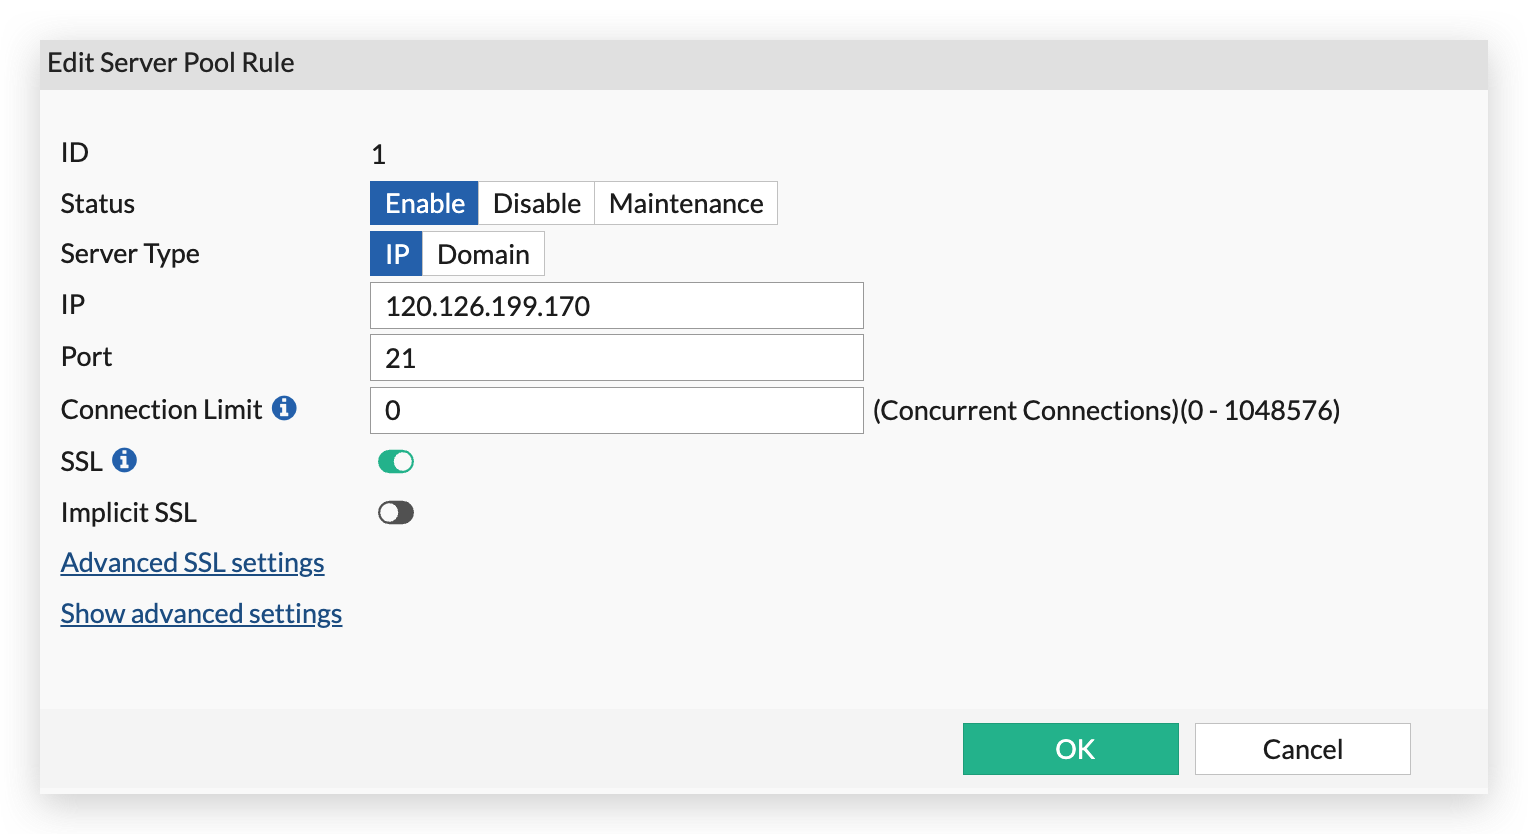 Edit Server Pool Rule
ID 1
Status Enable Disable Maintenance
Server Type IP Domain
IP 120.126.199.170
Port 21
Connection Limit 0 (Concurrent Connections)(0 - 1048576)
SSL
Implicit SSL
Advanced SSL settings
Show advanced settings
OK Cancel